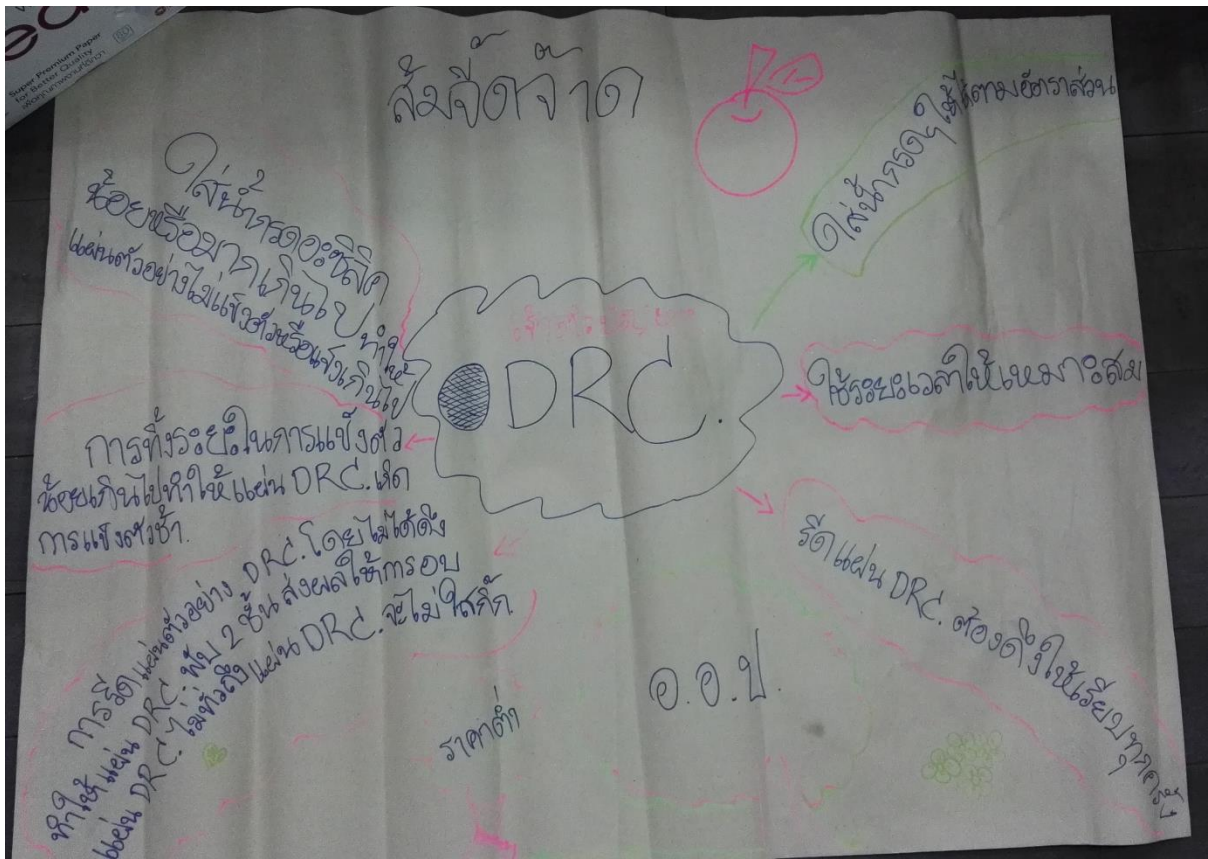 Super Premium Paper
for Better Quality
ส้มจี๊ดจ๊าด
ใส่น้ำกรดอะซิลิค
น้อยหรือมากเกินไป ทำให้
แผ่นตัวอย่างไม่แข็งตัวหรือแข็งเกินไป
การทิ้งระยะในการแข็งตัว
น้อยเกินไปทำให้แผ่น DRC. เกิด
การแข็งตัวช้า.
การรีดแผ่นตัวอย่าง DRC. โดยไม่ได้ดึง
ทำให้แผ่น DRC. พับ 2 ชั้น ส่งผลให้การอบ
แผ่น DRC. ไม่ทั่วถึง แผ่น DRC. จะไม่ใสกิ๊ก
DRC.
ใส่น้ำกรดๆให้ตามอัตราส่วน
ใช้ระยะเวลาให้เหมาะสม
รีดแผ่น DRC. ต้องดึงให้เรียบทุกครั้ง
อ.อ.ป.
ราคาต่ำ